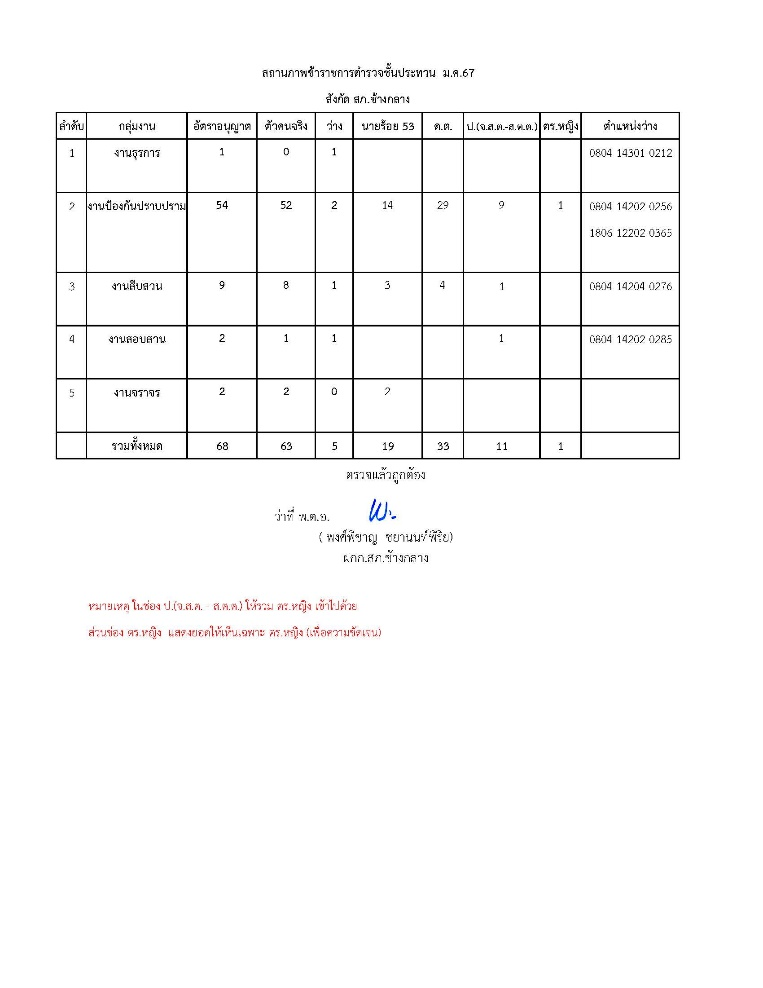 สถานภาพข้าราชการตำรวจชั้นประทวน ม.ค.67
สังกัด สภ.ช้างกลาง
ลำดับ กลุ่มงาน อัตราอนุญาต ตัวคนจริง ว่าง นายร้อย 53 ด.ต. ป.(จ.ส.ต.-ส.ต.ต.) ตร.หญิง ตำแหน่งว่าง
1 งานธุรการ 1 0 1 0804 14301 0212
2 งานป้องกันปราบปราม 54 52 2 14 29 9 1 0804 14202 0256
1806 12202 0365
3 งานสืบสวน 9 8 1 3 4 1 0804 14204 0276
4 งานสอบสวน 2 1 1 1 0804 14202 0285
5 งานจราจร 2 2 0 2
รวมทั้งหมด 68 63 5 19 33 11 1
ตรวจแล้วถูกต้อง
ว่าที่ พ.ต.อ.
( พงศ์พิชาญ ชยานนท์พิริย)
ผกก.สภ.ช้างกลาง
หมายเหตุ ในช่อง ป.(จ.ส.ต. - ส.ต.ต.) ให้รวม ตร.หญิง เข้าไปด้วย
ส่วนช่อง ตร.หญิง แสดงยอดให้เห็นเฉพาะ ตร.หญิง (เพื่อความชัดเจน)